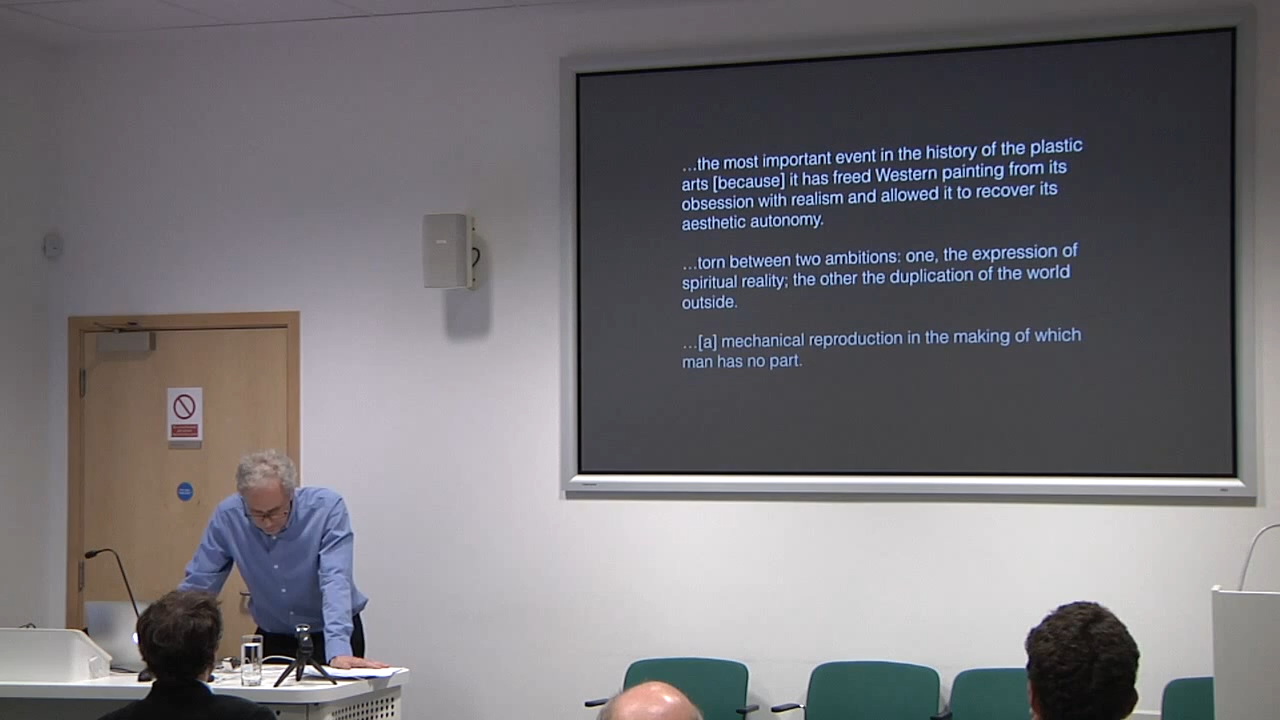 …the most important event in the history of the plastic
arts [because] it has freed Western painting from its
obsession with realism and allowed it to recover its
aesthetic autonomy.
…torn between two ambitions: one, the expression of
spiritual reality; the other the duplication of the world
outside.
…[a] mechanical reproduction in the making of which
man has no part.